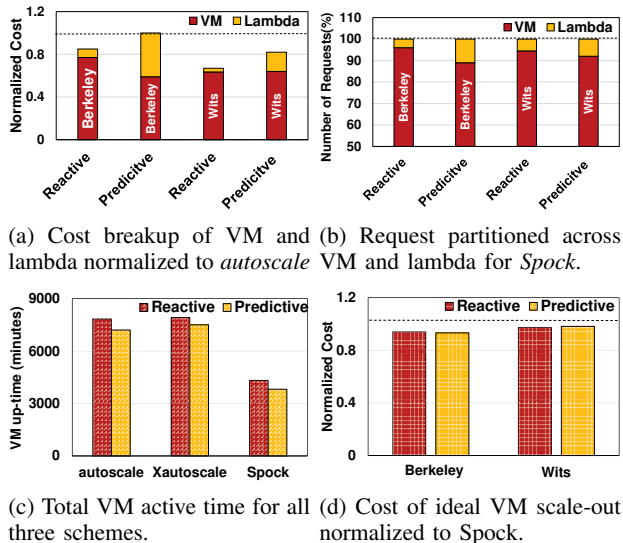 VM Lambda
Normalized Cost
1.2
0.8
0.4
0
Berkeley
Berkeley
Wits
Wits
Reactive
Predicitve
Reactive
Predicitve
VM Lambda
Number of Requests(%)
110
100
90
80
70
60
50
Berkeley
Berkeley
Wits
Wits
Reactive
Predicitve
Reactive
Predicitve
(a) Cost breakup of VM and
lambda normalized to autoscale
(b) Request partitioned across
VM and lambda for Spock.
Reactive Predictive
VM up-time (minutes)
9000
6000
3000
0
autoscale Xautoscale Spock
Reactive Predictive
Normalized Cost
1.2
0.8
0.4
0
Berkeley Wits
(c) Total VM active time for all
three schemes.
(d) Cost of ideal VM scale-out
normalized to Spock.